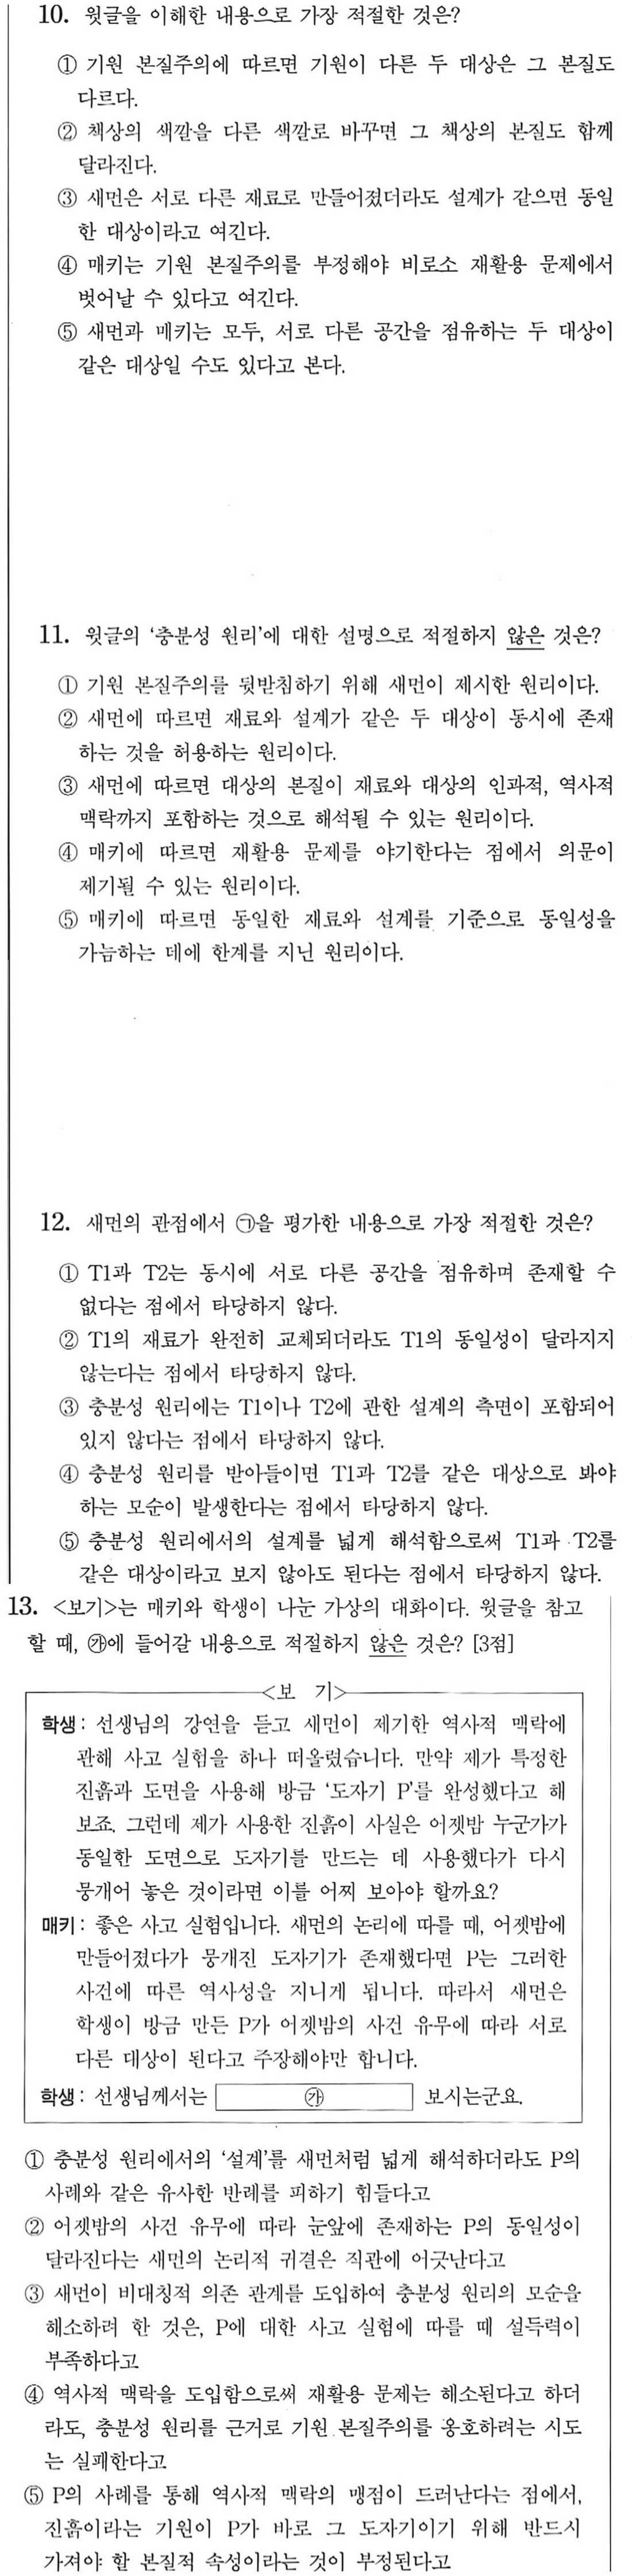 10. 윗글을 이해한 내용으로 가장 적절한 것은?
① 기원 본질주의에 따르면 기원이 다른 두 대상은 그 본질도
다르다.
② 책상의 색깔을 다른 색깔로 바꾸면 그 책상의 본질도 함께
달라진다.
③ 새먼은 서로 다른 재료로 만들어졌더라도 설계가 같으면 동일
한 대상이라고 여긴다.
④ 매키는 기원 본질주의를 부정해야 비로소 재활용 문제에서
벗어날 수 있다고 여긴다.
⑤ 새먼과 매키는 모두, 서로 다른 공간을 점유하는 두 대상이
같은 대상일 수도 있다고 본다.
11. 윗글의 ‘충분성 원리’에 대한 설명으로 적절하지 않은 것은?
① 기원 본질주의를 뒷받침하기 위해 새먼이 제시한 원리이다.
② 새먼에 따르면 재료와 설계가 같은 두 대상이 동시에 존재
하는 것을 허용하는 원리이다.
③ 새먼에 따르면 대상의 본질이 재료와 대상의 인과적, 역사적
맥락까지 포함하는 것으로 해석될 수 있는 원리이다.
④ 매키에 따르면 재활용 문제를 야기한다는 점에서 의문이
제기될 수 있는 원리이다.
⑤ 매키에 따르면 동일한 재료와 설계를 기준으로 동일성을
가늠하는 데에 한계를 지닌 원리이다.
12. 새먼의 관점에서 ㉠을 평가한 내용으로 가장 적절한 것은?
① T1과 T2는 동시에 서로 다른 공간을 점유하며 존재할 수
없다는 점에서 타당하지 않다.
② T1의 재료가 완전히 교체되더라도 T1의 동일성이 달라지지
않는다는 점에서 타당하지 않다.
③ 충분성 원리에는 T1이나 T2에 관한 설계의 측면이 포함되어
있지 않다는 점에서 타당하지 않다.
④ 충분성 원리를 받아들이면 T1과 T2를 같은 대상으로 봐야
하는 모순이 발생한다는 점에서 타당하지 않다.
⑤ 충분성 원리에서의 설계를 넓게 해석함으로써 T1과 T2를
같은 대상이라고 보지 않아도 된다는 점에서 타당하지 않다.
13. <보기>는 매키와 학생이 나눈 가상의 대화이다. 윗글을 참고
할 때, ㉮에 들어갈 내용으로 적절하지 않은 것은? [3점]
<보 기>
학생: 선생님의 강연을 듣고 새먼이 제기한 역사적 맥락에
관해 사고 실험을 하나 떠올렸습니다. 만약 제가 특정한
진흙과 도면을 사용해 방금 ‘도자기 P’를 완성했다고 해
보죠. 그런데 제가 사용한 진흙이 사실은 어젯밤 누군가가
동일한 도면으로 도자기를 만드는 데 사용했다가 다시
뭉개어 놓은 것이라면 이를 어찌 보아야 할까요?
매키: 좋은 사고 실험입니다. 새먼의 논리에 따를 때, 어젯밤에
만들어졌다가 뭉개진 도자기가 존재했다면 P는 그러한
사건에 따른 역사성을 지니게 됩니다. 따라서 새먼은
학생이 방금 만든 P가 어젯밤의 사건 유무에 따라 서로
다른 대상이 된다고 주장해야만 합니다.
학생: 선생님께서는 ㉮ 보시는군요.
① 충분성 원리에서의 ‘설계’를 새먼처럼 넓게 해석하더라도 P의
사례와 같은 유사한 반례를 피하기 힘들다고
② 어젯밤의 사건 유무에 따라 눈앞에 존재하는 P의 동일성이
달라진다는 새먼의 논리적 귀결은 직관에 어긋난다고
③ 새먼이 비대칭적 의존 관계를 도입하여 충분성 원리의 모순을
해소하려 한 것은, P에 대한 사고 실험에 따를 때 설득력이
부족하다고
④ 역사적 맥락을 도입함으로써 재활용 문제는 해소된다고 하더
라도, 충분성 원리를 근거로 기원 본질주의를 옹호하려는 시도
는 실패한다고
⑤ P의 사례를 통해 역사적 맥락의 맹점이 드러난다는 점에서,
진흙이라는 기원이 P가 바로 그 도자기이기 위해 반드시
가져야 할 본질적 속성이라는 것이 부정된다고